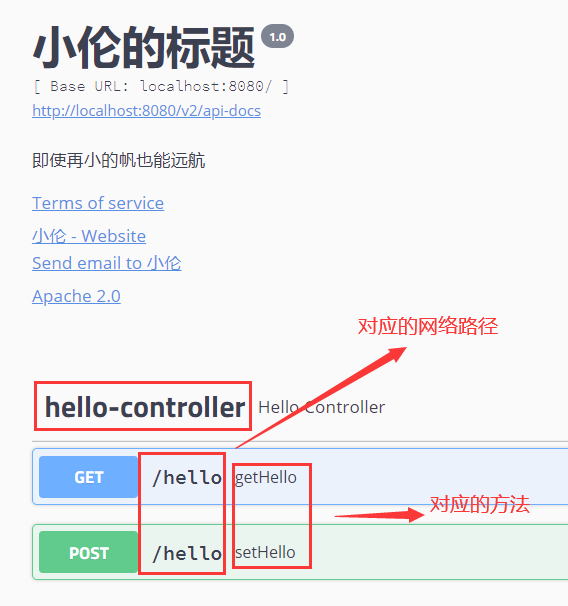 小伦的标题 1.0
[ Base URL: localhost:8080/ ]
http://localhost:8080/v2/api-docs
即使再小的帆也能远航
Terms of service
小伦 - Website
Send email to 小伦
Apache 2.0
对应的网络路径
hello-controller Hello Controller
GET /hello getHello
对应的方法
POST /hello setHello